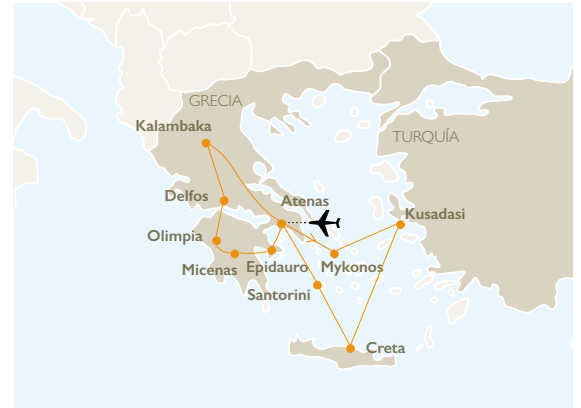 GRECIA
Kalambaka
TURQUÍA
Delfos
Atenas
Kusadasi
Olimpia
Micenas
Epidauro
Mykonos
Santorini
Creta